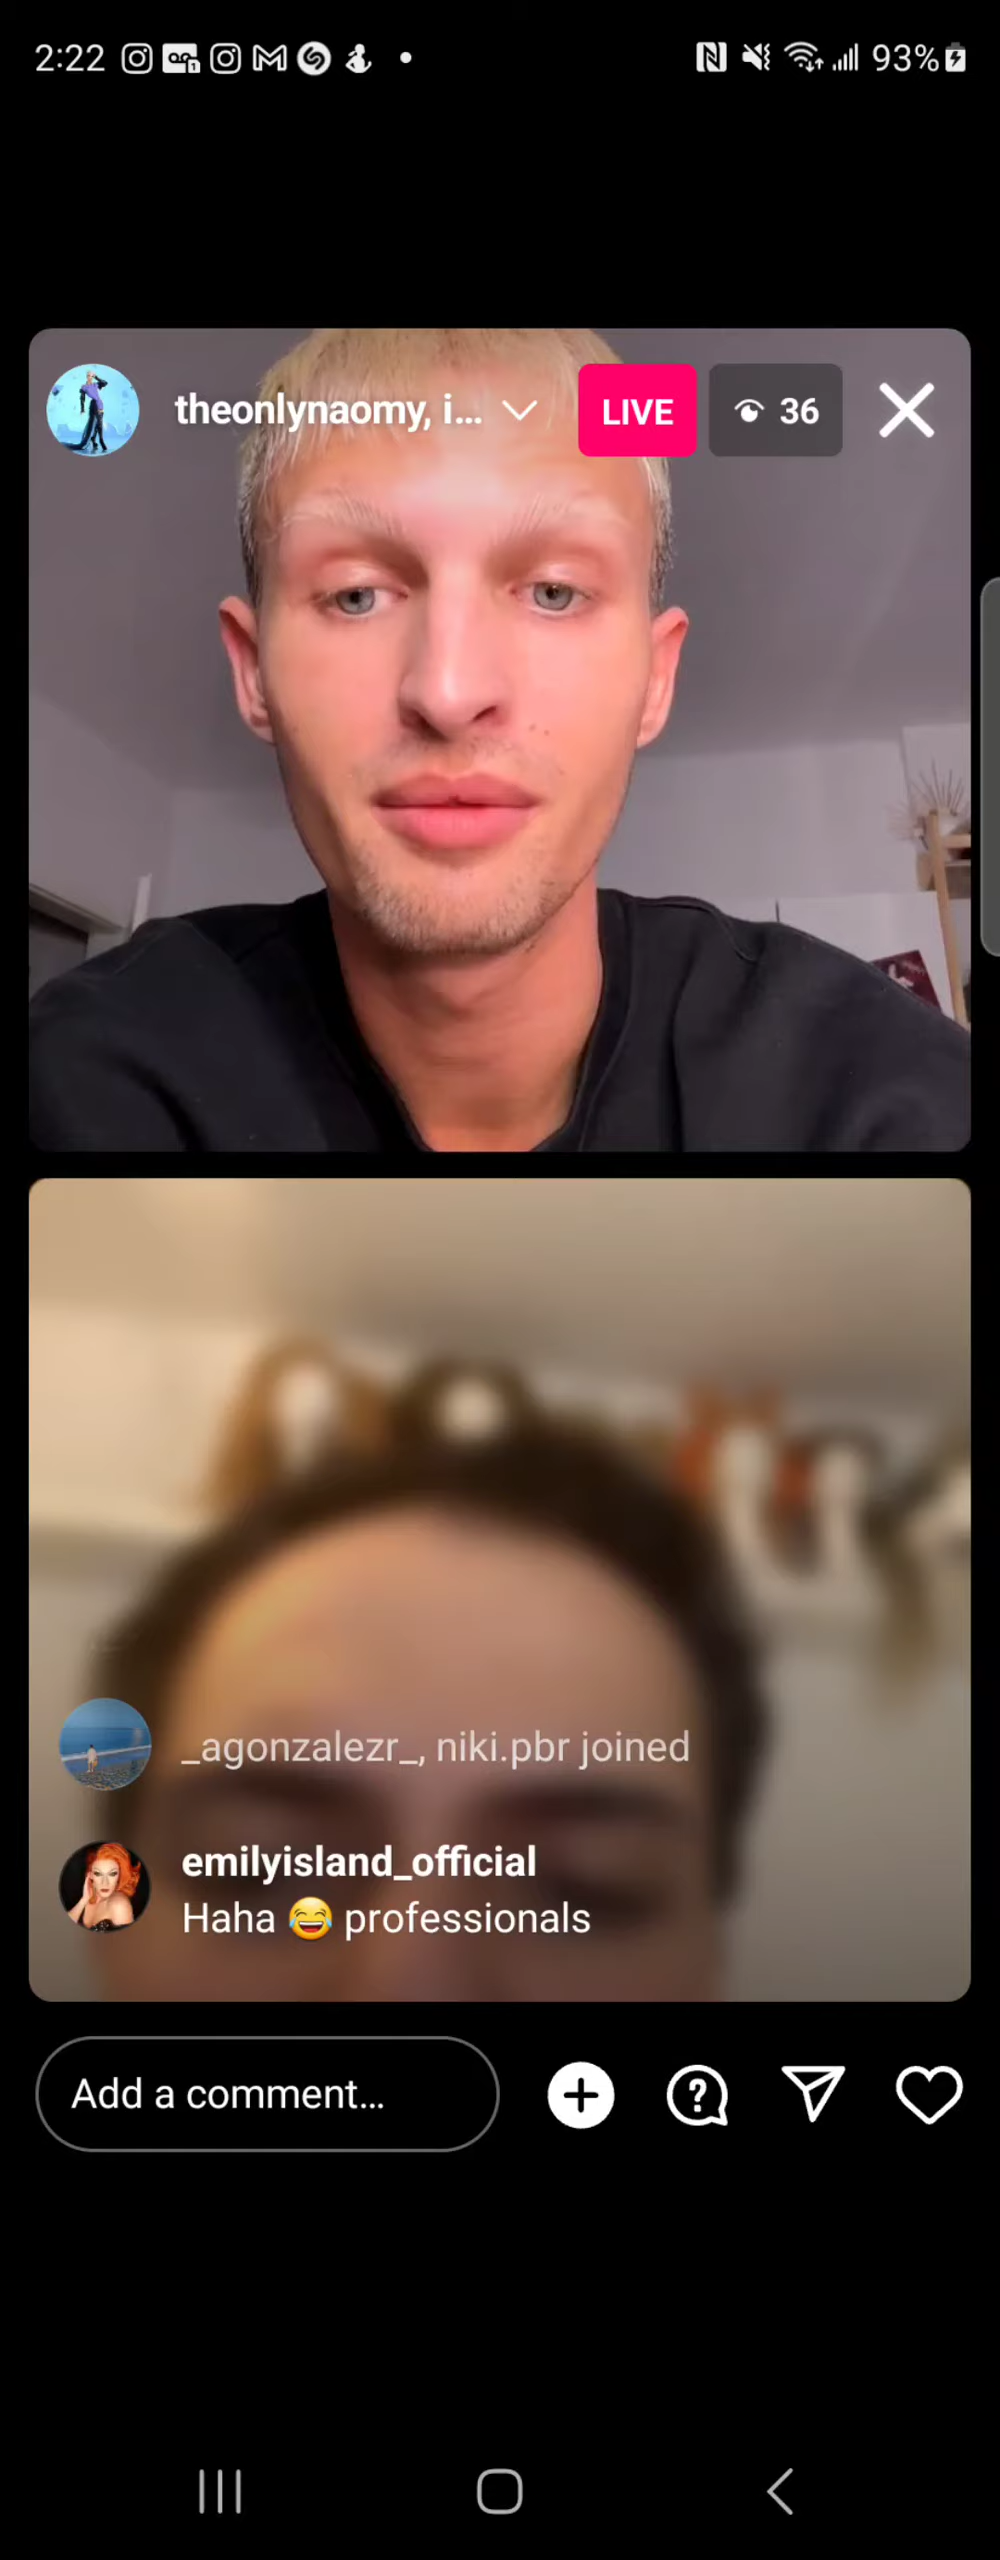 2:22
93%
theonlynaomy, i...
LIVE
36
_agonzalezr_, niki.pbr joined
emilyisland_official
Haha 😂 professionals
Add a comment...